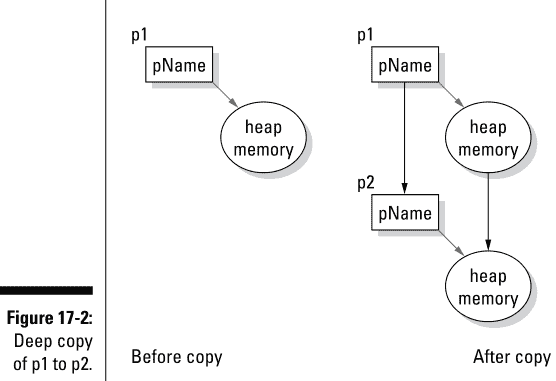 p1
pName
heap
memory
p1
pName
heap
memory
p2
pName
heap
memory
Figure 17-2:
Deep copy
of p1 to p2.
Before copy
After copy